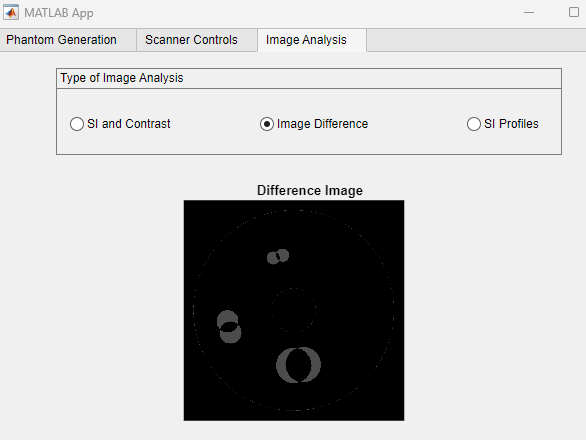 MATLAB App
Phantom Generation Scanner Controls Image Analysis
Type of Image Analysis
SI and Contrast Image Difference SI Profiles
Difference Image